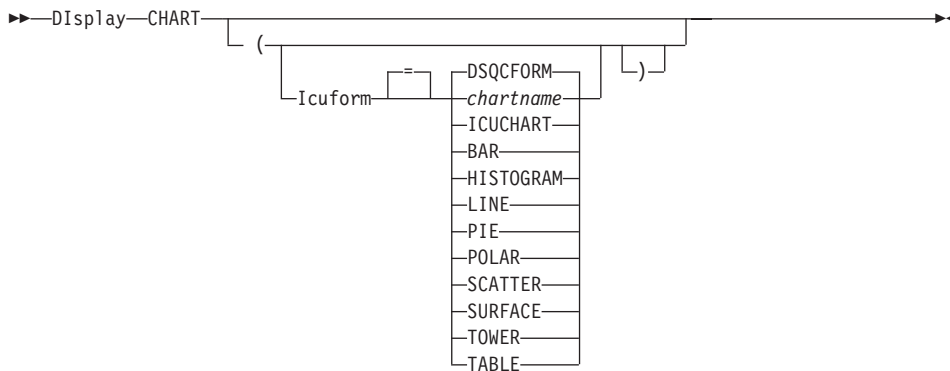 DIsplay CHART
(
Icuform = DSQCFORM )
chartname
ICUCHART
BAR
HISTOGRAM
LINE
PIE
POLAR
SCATTER
SURFACE
TOWER
TABLE